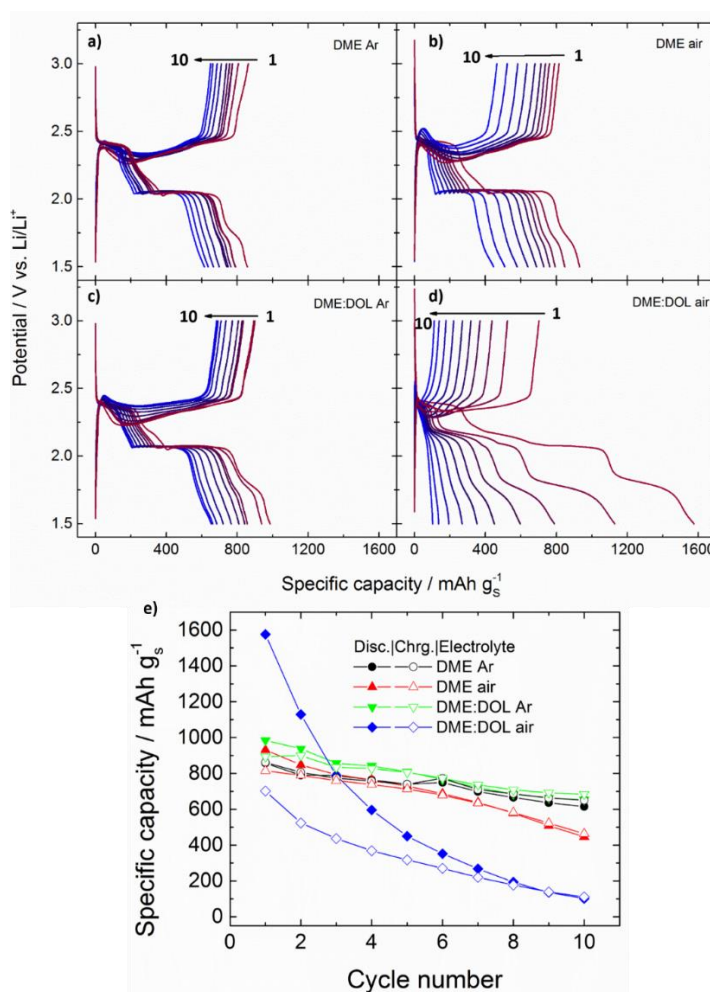 a)
10
1
DME Ar
b)
10
1
DME air
3.0
2.5
2.0
1.5
c)
10
1
DME:DOL Ar
d)
10
1
DME:DOL air
3.0
2.5
2.0
1.5
Potential / V vs. Li/Li⁺
0 400 800 1200 1600 0 400 800 1200 1600
Specific capacity / mAh gₛ⁻¹
e)
1600
1400
1200
1000
800
600
400
200
0
Specific capacity / mAh gₛ⁻¹
Disc.|Chrg.|Electrolyte
DME Ar
DME air
DME:DOL Ar
DME:DOL air
0 2 4 6 8 10
Cycle number